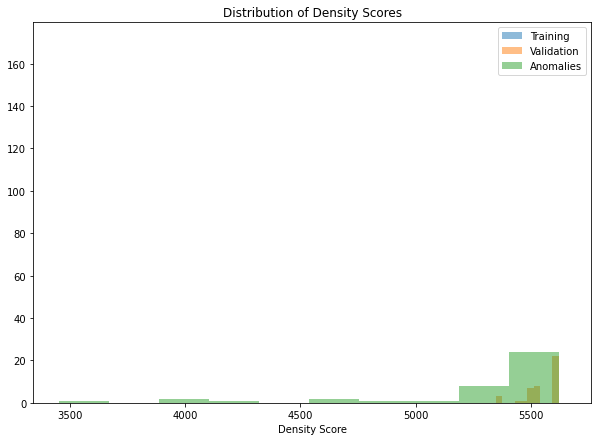 Distribution of Density Scores
Training
Validation
Anomalies
160
140
120
100
80
60
40
20
0
3500 4000 4500 5000 5500
Density Score